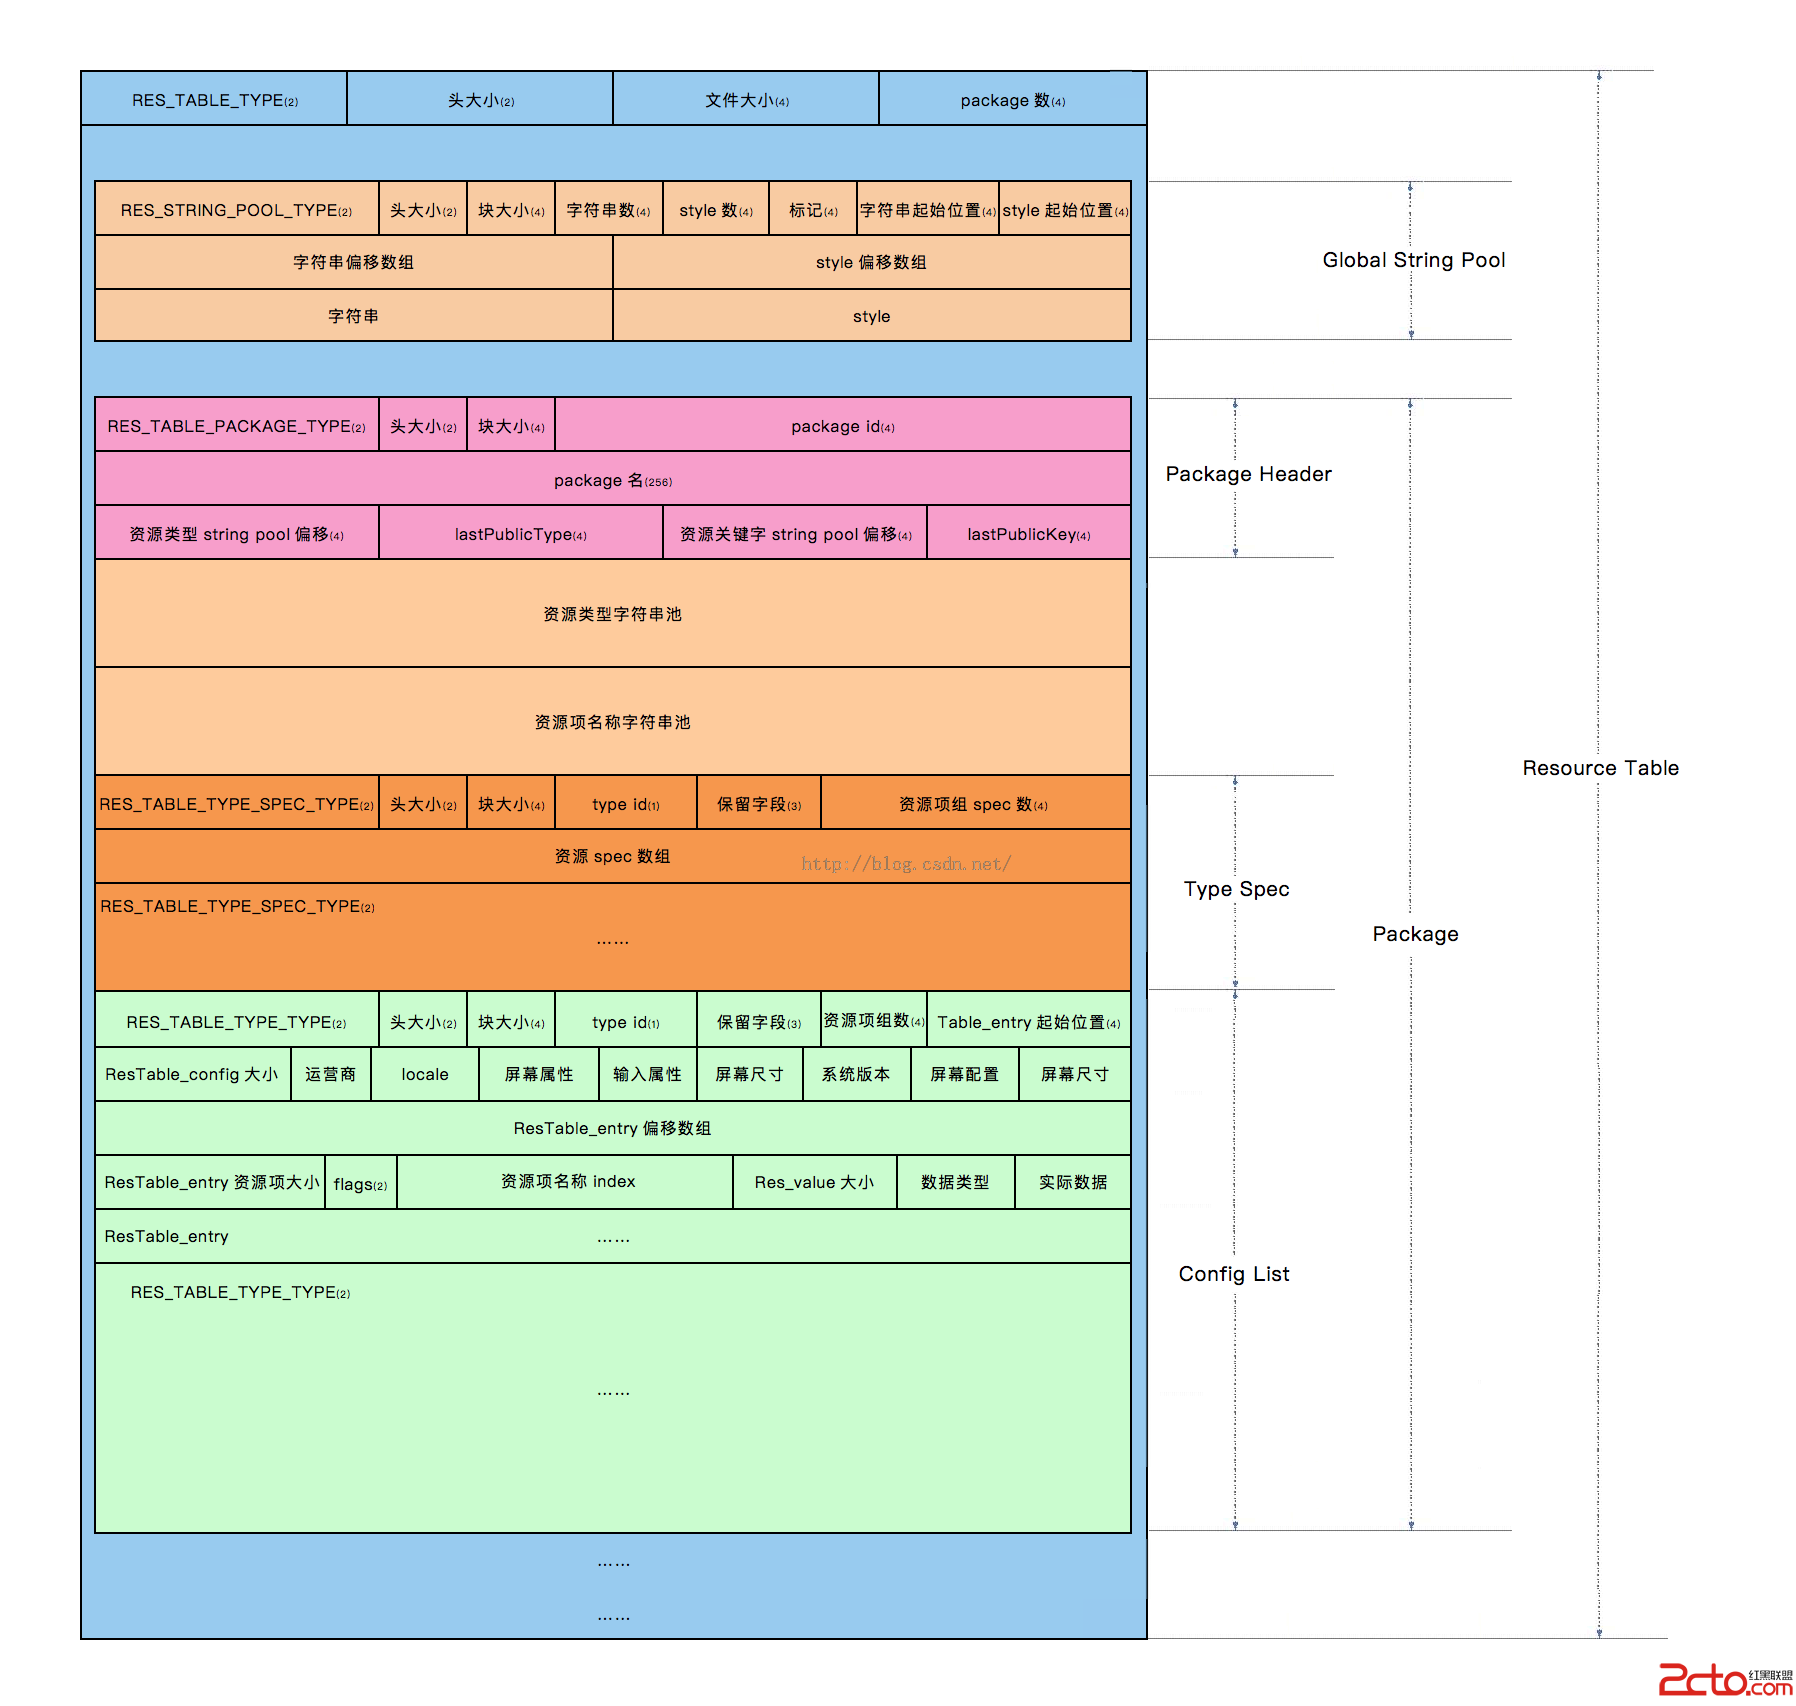 RES_TABLE_TYPE(2) 头大小(2) 文件大小(4) package 数(4)
RES_STRING_POOL_TYPE(2) 头大小(2) 块大小(4) 字符串数(4) style 数(4) 标记(4) 字符串起始位置(4) style 起始位置(4)
字符串偏移数组 style 偏移数组
Global String Pool
字符串 style
RES_TABLE_PACKAGE_TYPE(2) 头大小(2) 块大小(4) package id(4)
package 名(256)
Package Header
资源类型 string pool 偏移(4) lastPublicType(4) 资源关键字 string pool 偏移(4) lastPublicKey(4)
资源类型字符串池
资源项名称字符串池
Resource Table
RES_TABLE_TYPE_SPEC_TYPE(2) 头大小(2) 块大小(4) type id(1) 保留字段(3) 资源项组 spec 数(4)
资源 spec 数组
http://blog.csdn.net/
Type Spec
RES_TABLE_TYPE_SPEC_TYPE(2)
……
Package
RES_TABLE_TYPE_TYPE(2) 头大小(2) 块大小(4) type id(1) 保留字段(3) 资源项组数(4) Table_entry 起始位置(4)
ResTable_config 大小 运营商 locale 屏幕属性 输入属性 屏幕尺寸 系统版本 屏幕配置 屏幕尺寸
ResTable_entry 偏移数组
ResTable_entry 资源项大小 flags(2) 资源项名称 index Res_value 大小 数据类型 实际数据
ResTable_entry ……
Config List
RES_TABLE_TYPE_TYPE(2)
……
……
……
2cto.com 红黑联盟